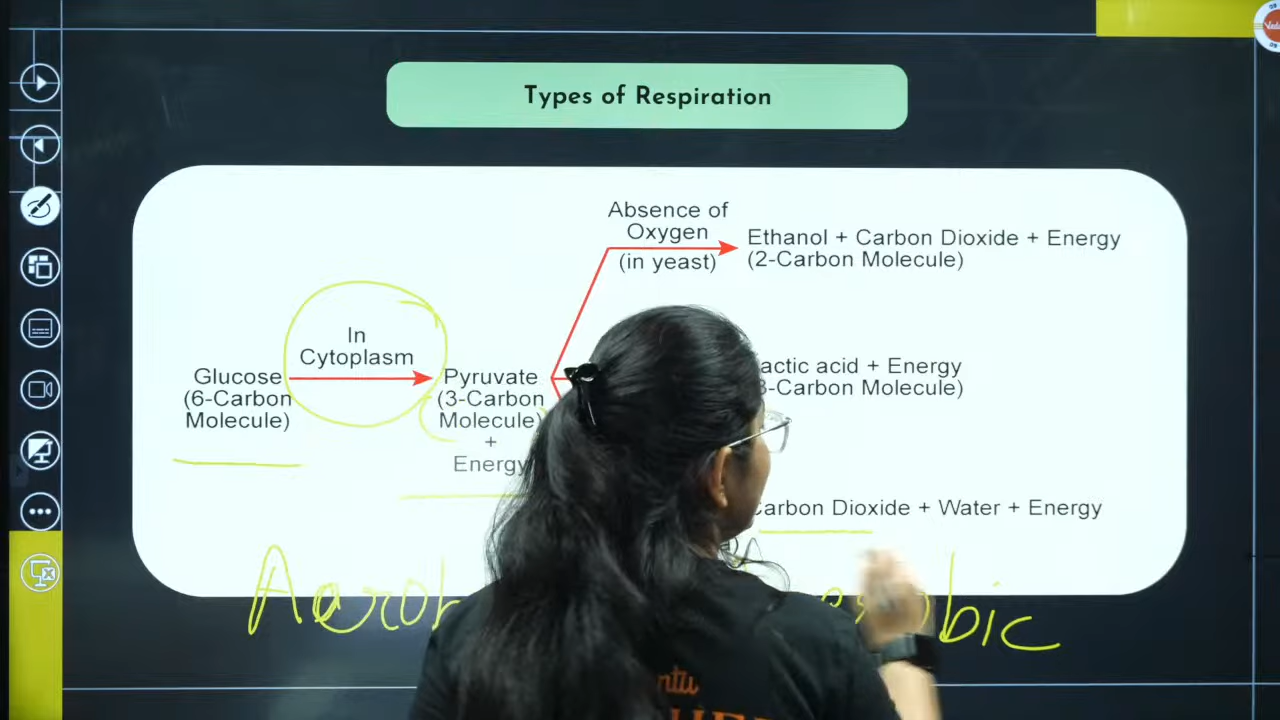 Types of Respiration
Absence of
Oxygen
(in yeast)
Ethanol + Carbon Dioxide + Energy
(2-Carbon Molecule)
In
Cytoplasm
Glucose
(6-Carbon
Molecule)
Pyruvate
(3-Carbon
Molecule)
+
Energy
actic acid + Energy
3-Carbon Molecule)
Carbon Dioxide + Water + Energy